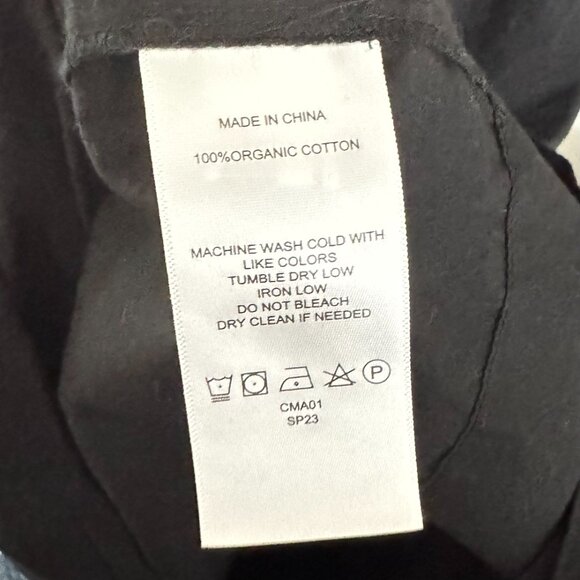 MADE IN CHINA
100%ORGANIC COTTON
MACHINE WASH COLD WITH
LIKE COLORS
TUMBLE DRY LOW
IRON LOW
DO NOT BLEACH
DRY CLEAN IF NEEDED
P
CMA01
SP23